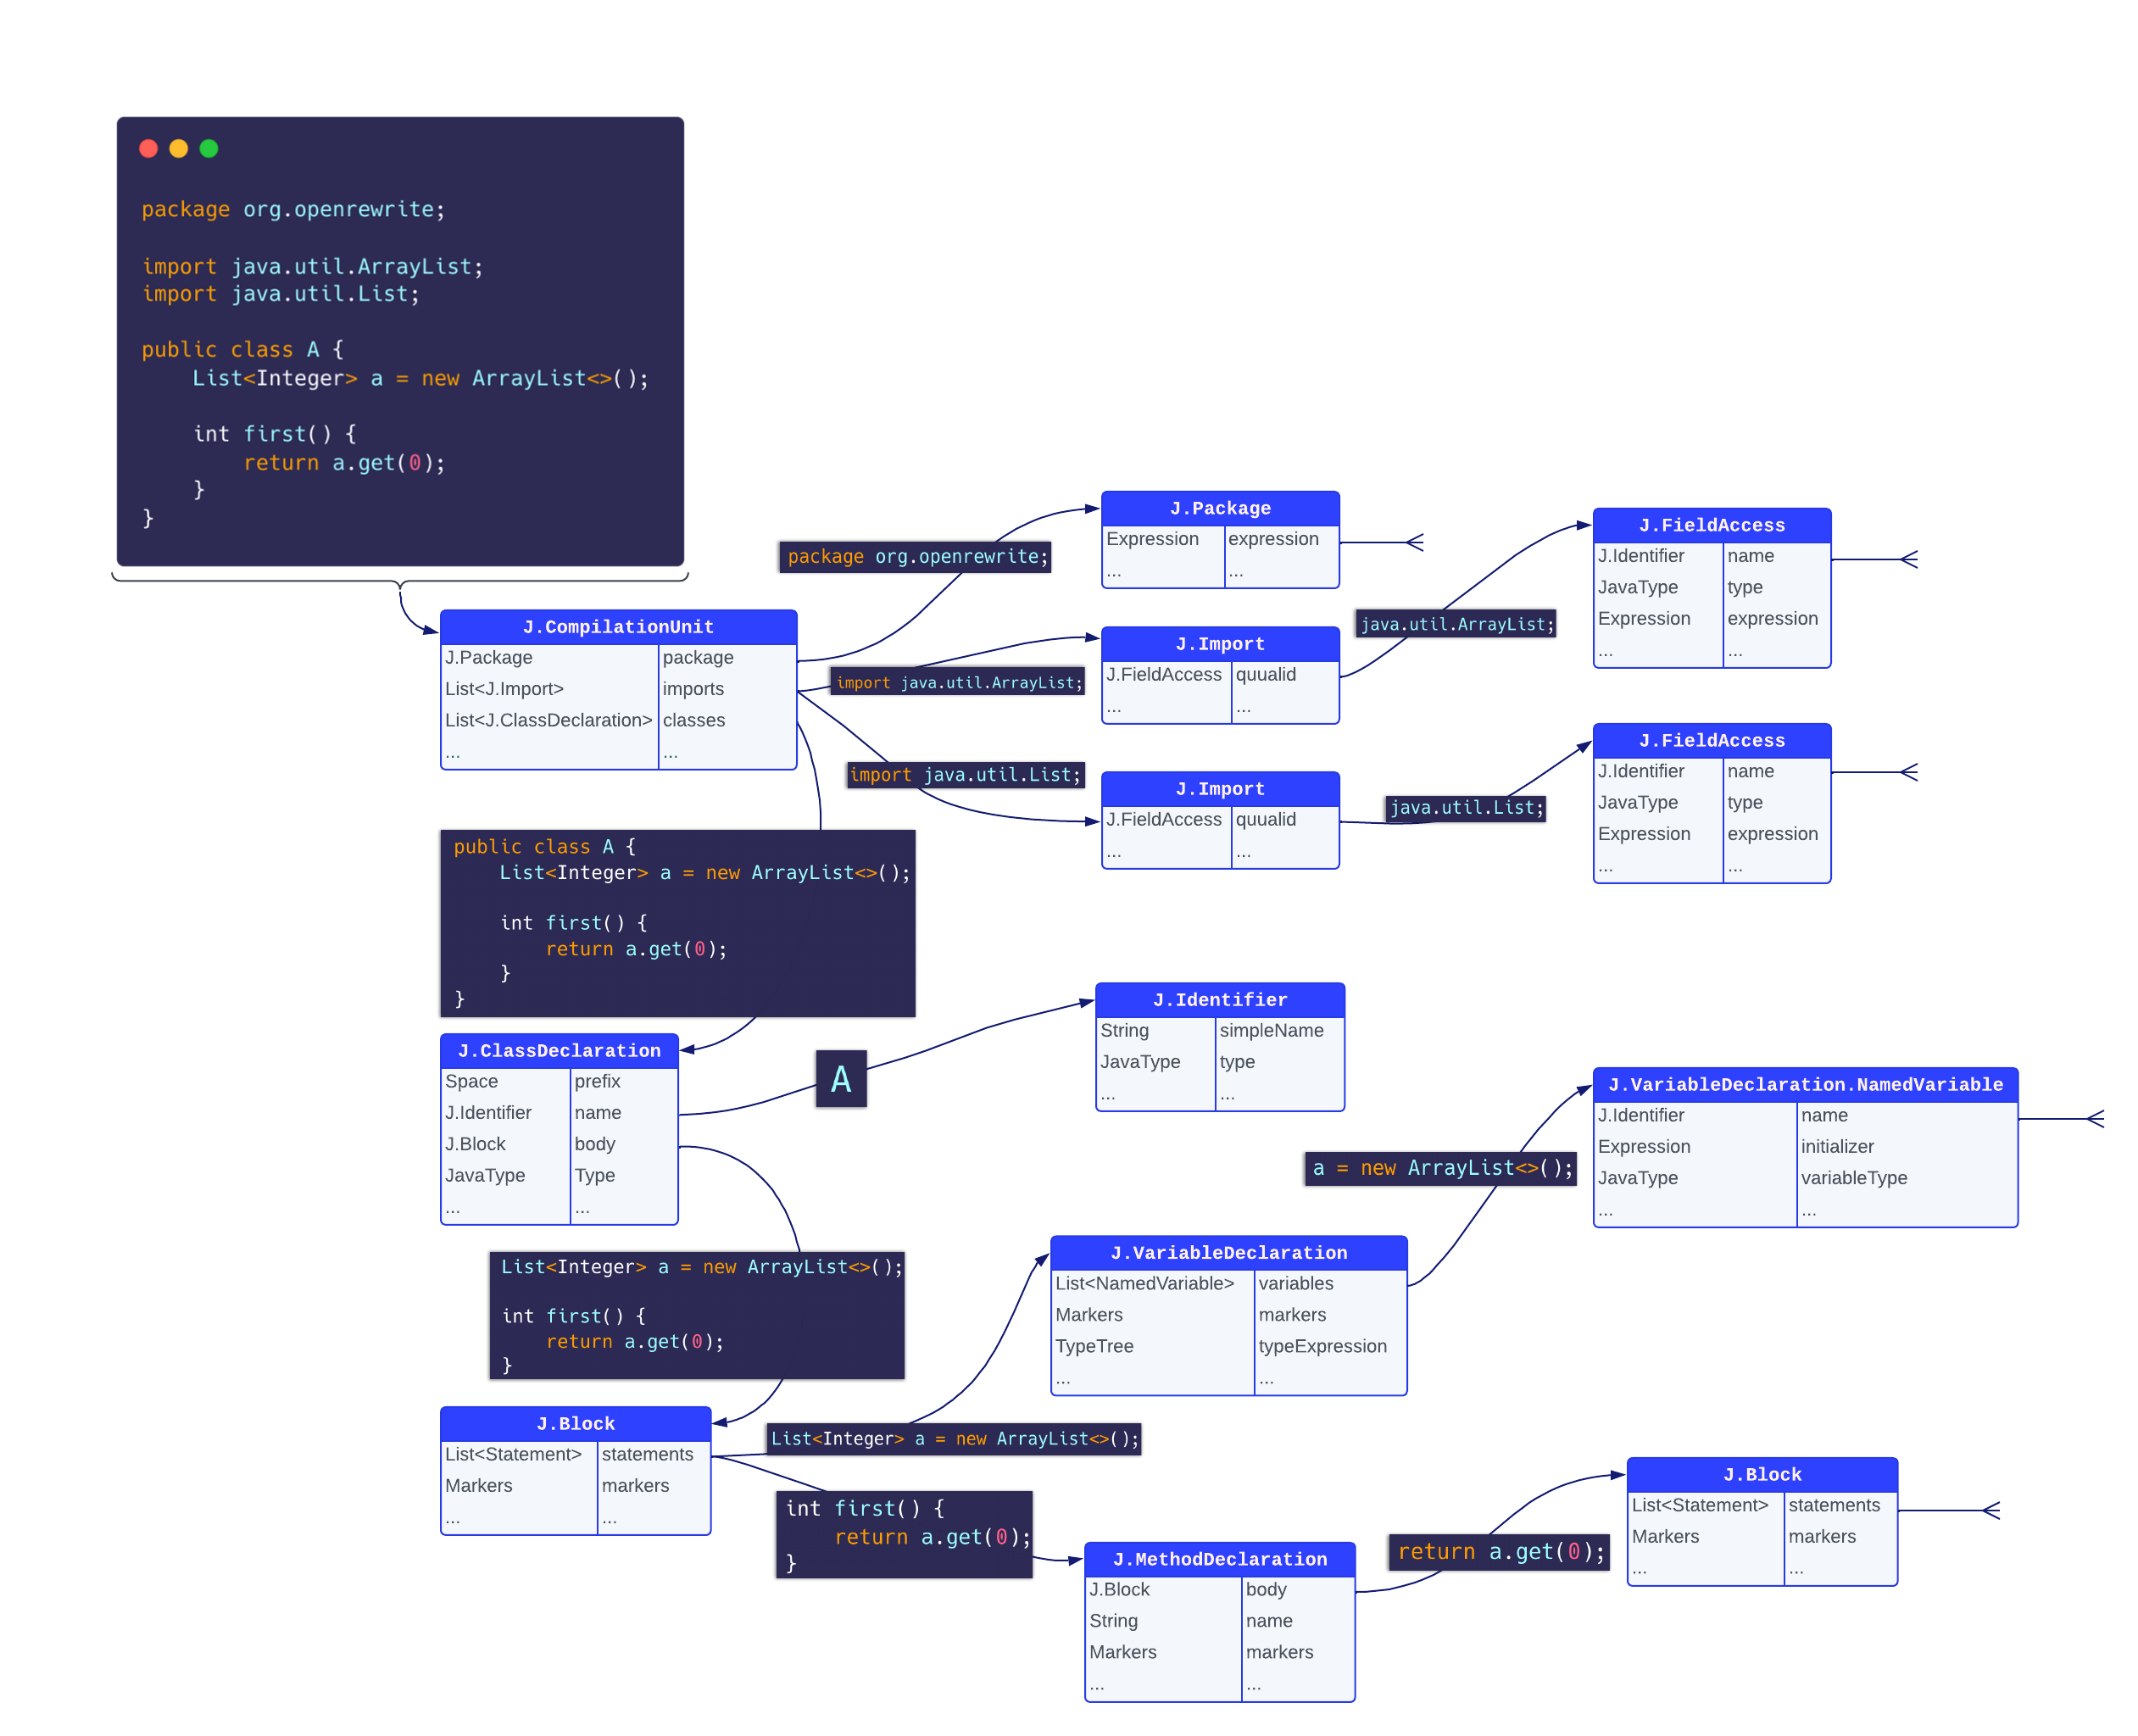 package org.openrewrite;
import java.util.ArrayList;
import java.util.List;
public class A {
    List<Integer> a = new ArrayList<>();
    int first() {
        return a.get(0);
    }
}
J.CompilationUnit
J.Package package
List<J.Import> imports
List<J.ClassDeclaration> classes
... ...
package org.openrewrite;
J.Package
Expression expression
... ...
import java.util.ArrayList;
J.Import
J.FieldAccess quualid
... ...
java.util.ArrayList;
J.FieldAccess
J.Identifier name
JavaType type
Expression expression
... ...
import java.util.List;
J.Import
J.FieldAccess quualid
... ...
java.util.List;
J.FieldAccess
J.Identifier name
JavaType type
Expression expression
... ...
public class A {
    List<Integer> a = new ArrayList<>();
    int first() {
        return a.get(0);
    }
}
J.ClassDeclaration
Space prefix
J.Identifier name
J.Block body
JavaType Type
... ...
A
J.Identifier
String simpleName
JavaType type
... ...
List<Integer> a = new ArrayList<>();
int first() {
    return a.get(0);
}
J.Block
List<Statement> statements
Markers markers
... ...
List<Integer> a = new ArrayList<>();
J.VariableDeclaration
List<NamedVariable> variables
Markers markers
TypeTree typeExpression
... ...
a = new ArrayList<>();
J.VariableDeclaration.NamedVariable
J.Identifier name
Expression initializer
JavaType variableType
... ...
int first() {
    return a.get(0);
}
J.MethodDeclaration
J.Block body
String name
Markers markers
... ...
return a.get(0);
J.Block
List<Statement> statements
Markers markers
... ...